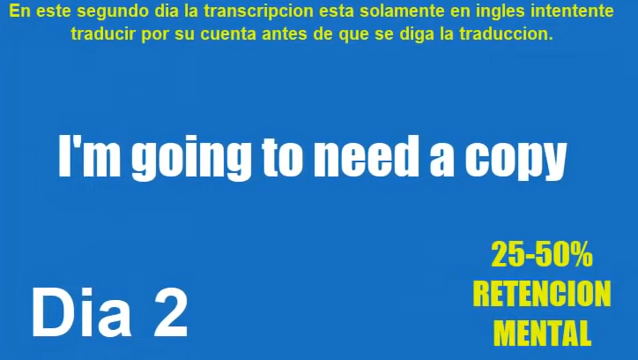 En este segundo dia la transcripcion esta solamente en ingles intentente
traducir por su cuenta antes de que se diga la traduccion.
I'm going to need a copy
25-50%
RETENCION
MENTAL
Dia 2